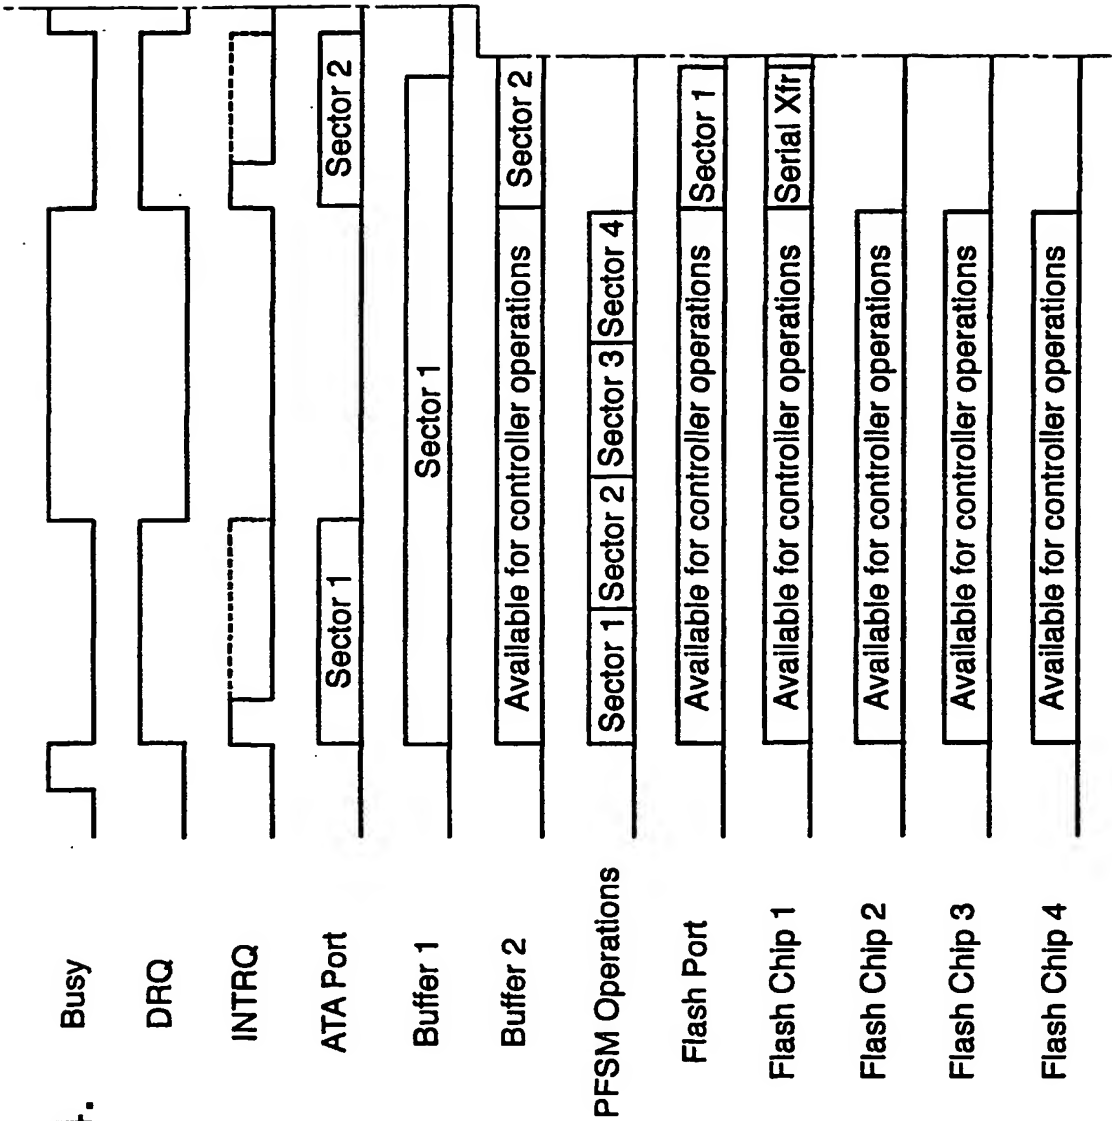 Busy
DRQ
INTRQ
ATA Port Sector 1 Sector 2
Buffer 1 Sector 1
Buffer 2 Available for controller operations Sector 2
PFSM Operations Sector 1 Sector 2 Sector 3 Sector 4
Flash Port Available for controller operations Sector 1
Flash Chip 1 Available for controller operations Serial Xfr
Flash Chip 2 Available for controller operations
Flash Chip 3 Available for controller operations
Flash Chip 4 Available for controller operations